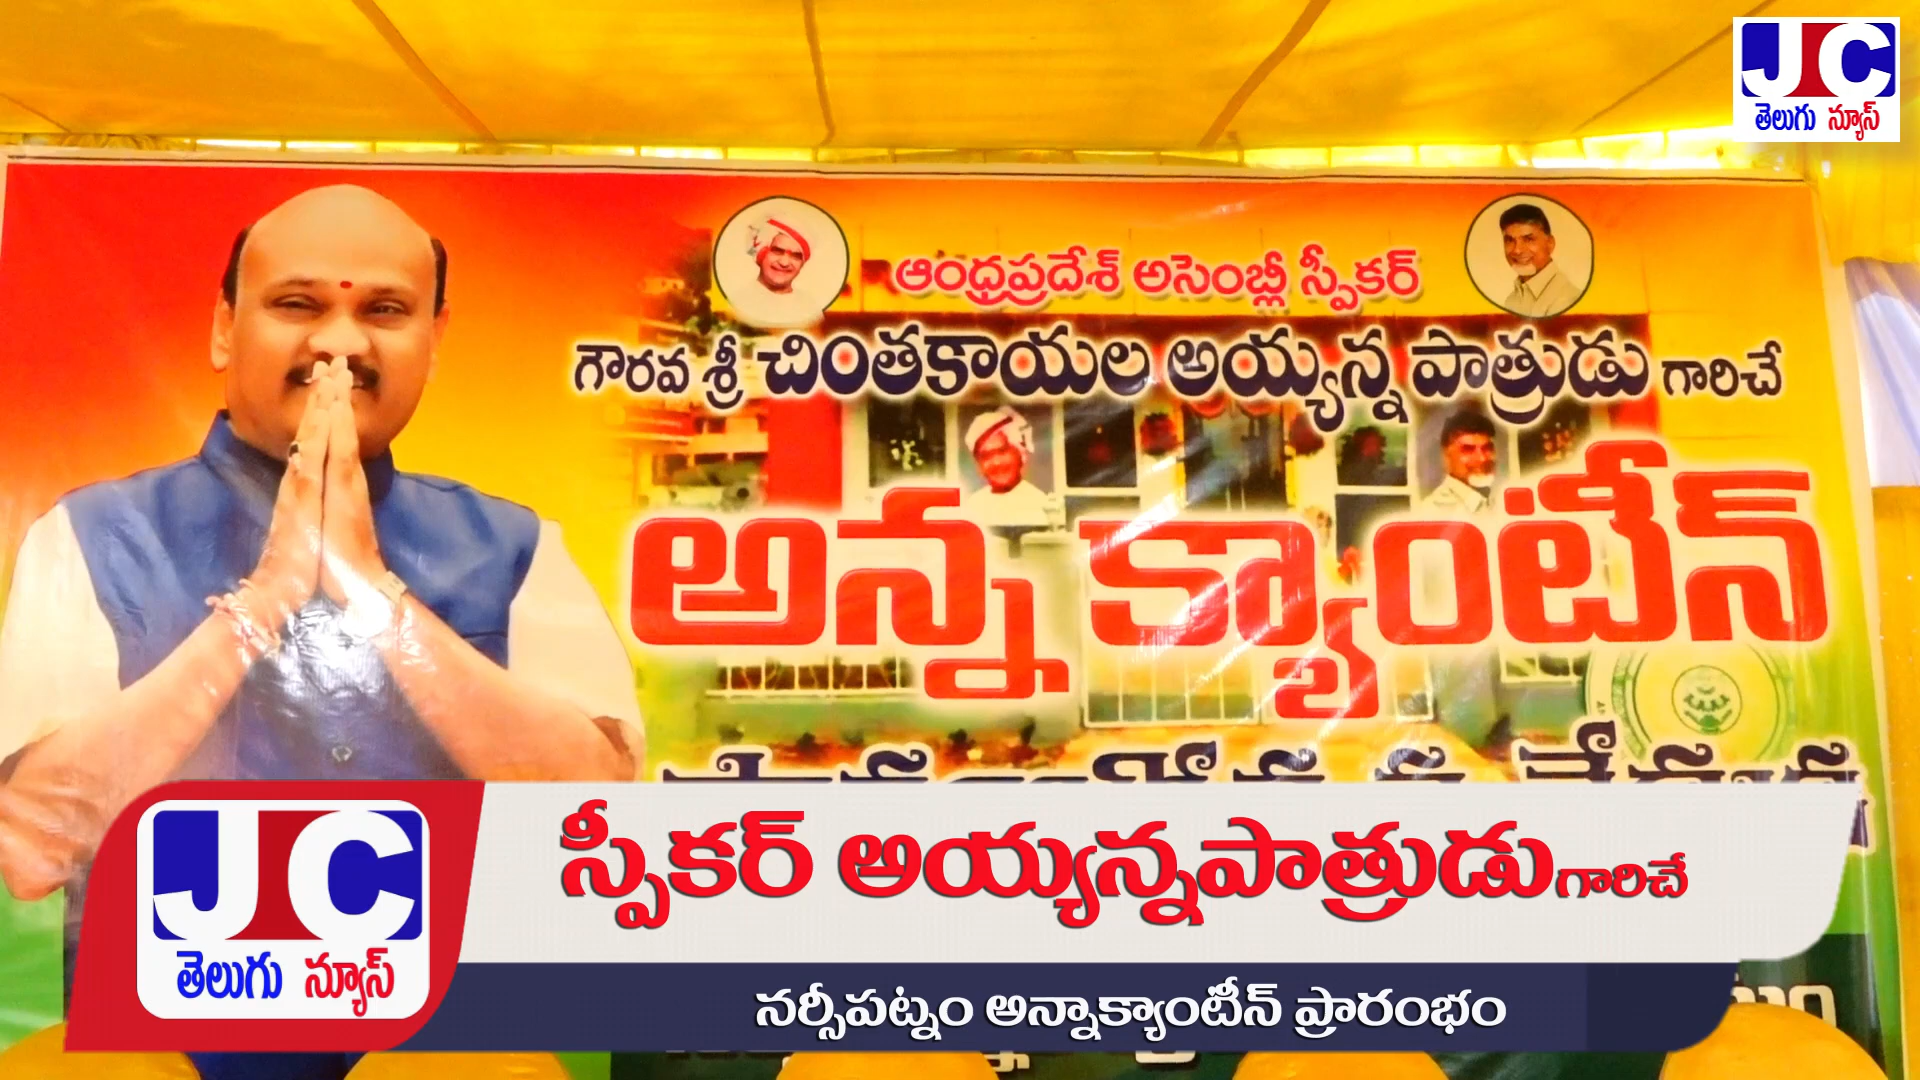 JC
తెలుగు న్యూస్
ఆంధ్రప్రదేశ్ అసెంబ్లీ స్పీకర్
గౌరవ శ్రీ చింతకాయల అయ్యన్న పాత్రుడు గారిచే
అన్న క్యాంటీన్
JC
తెలుగు న్యూస్
స్పీకర్ అయ్యన్నపాత్రుడు గారిచే
నర్సీపట్నం అన్నాక్యాంటీన్ ప్రారంభం